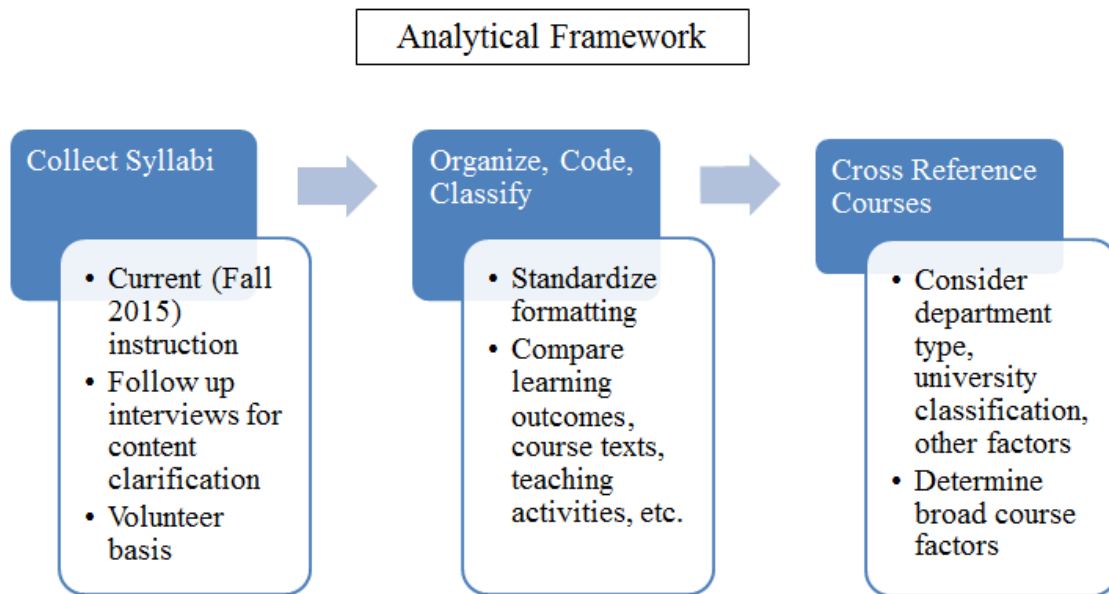 Analytical Framework
Collect Syllabi
• Current (Fall
2015)
instruction
• Follow up
interviews for
content
clarification
• Volunteer
basis
Organize, Code,
Classify
• Standardize
formatting
• Compare
learning
outcomes,
course texts,
teaching
activities, etc.
Cross Reference
Courses
• Consider
department
type,
university
classification,
other factors
• Determine
broad course
factors